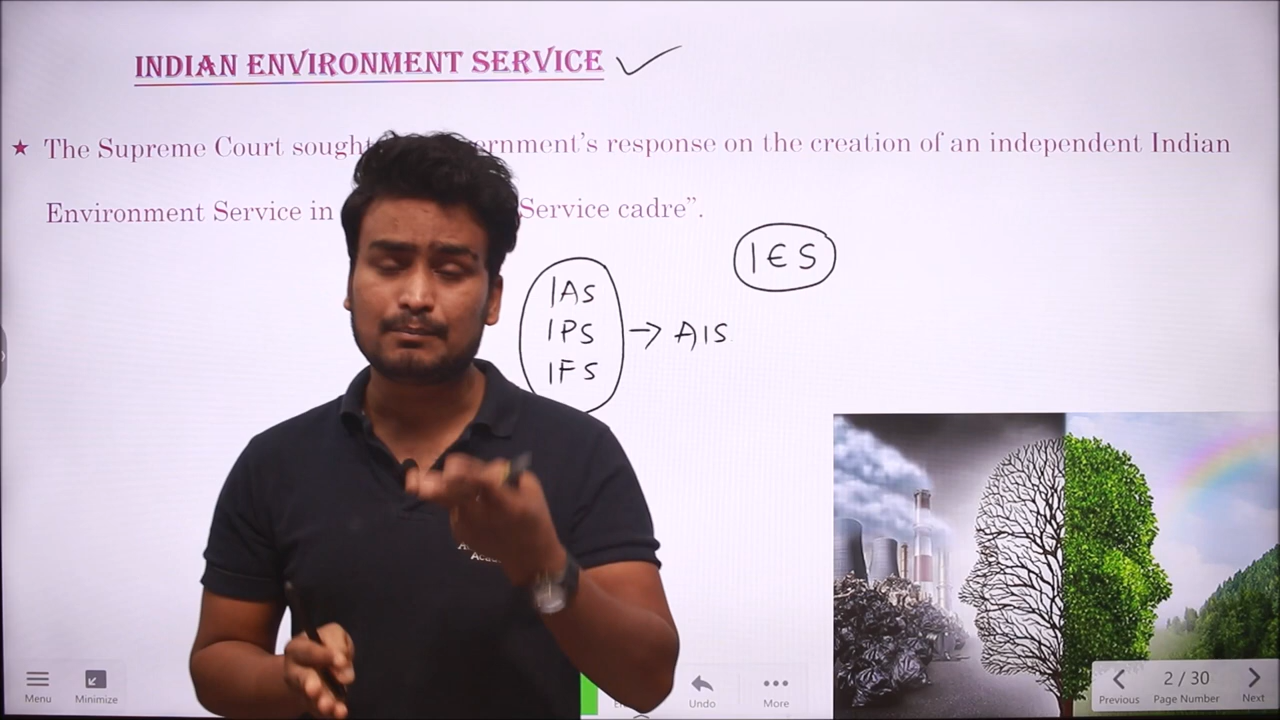 INDIAN ENVIRONMENT SERVICE
★ The Supreme Court sought ernment's response on the creation of an independent Indian
Environment Service in Service cadre".
IES
IAS
IPS
IFS
→ AIS
Menu
Minimize
Undo
More
2 / 30
Previous
Page Number
Next